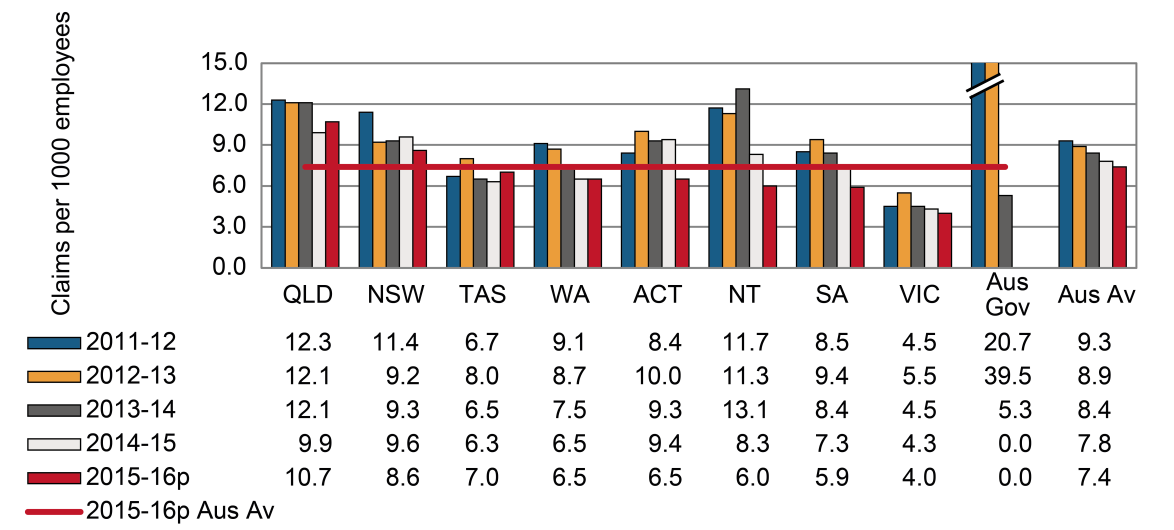 Claims per 1000 employees
15.0
12.0
9.0
6.0
3.0
0.0
QLD NSW TAS WA ACT NT SA VIC Aus Gov Aus Av
2011-12 12.3 11.4 6.7 9.1 8.4 11.7 8.5 4.5 20.7 9.3
2012-13 12.1 9.2 8.0 8.7 10.0 11.3 9.4 5.5 39.5 8.9
2013-14 12.1 9.3 6.5 7.5 9.3 13.1 8.4 4.5 5.3 8.4
2014-15 9.9 9.6 6.3 6.5 9.4 8.3 7.3 4.3 0.0 7.8
2015-16p 10.7 8.6 7.0 6.5 6.5 6.0 5.9 4.0 0.0 7.4
2015-16p Aus Av